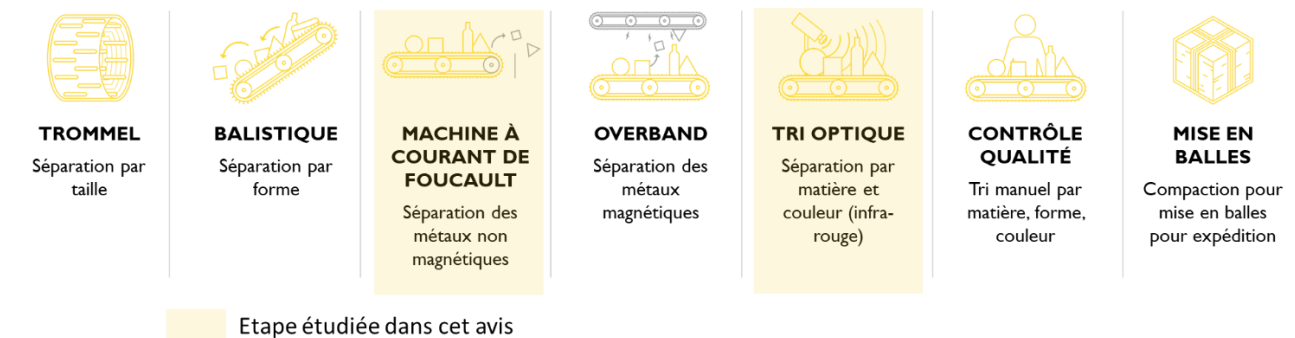 TROMMEL
Séparation par
taille
BALISTIQUE
Séparation par
forme
MACHINE À
COURANT DE
FOUCAULT
Séparation des
métaux non
magnétiques
OVERBAND
Séparation des
métaux
magnétiques
TRI OPTIQUE
Séparation par
matière et
couleur (infra-
rouge)
CONTRÔLE
QUALITÉ
Tri manuel par
matière, forme,
couleur
MISE EN
BALLES
Compaction pour
mise en balles
pour expédition
Etape étudiée dans cet avis